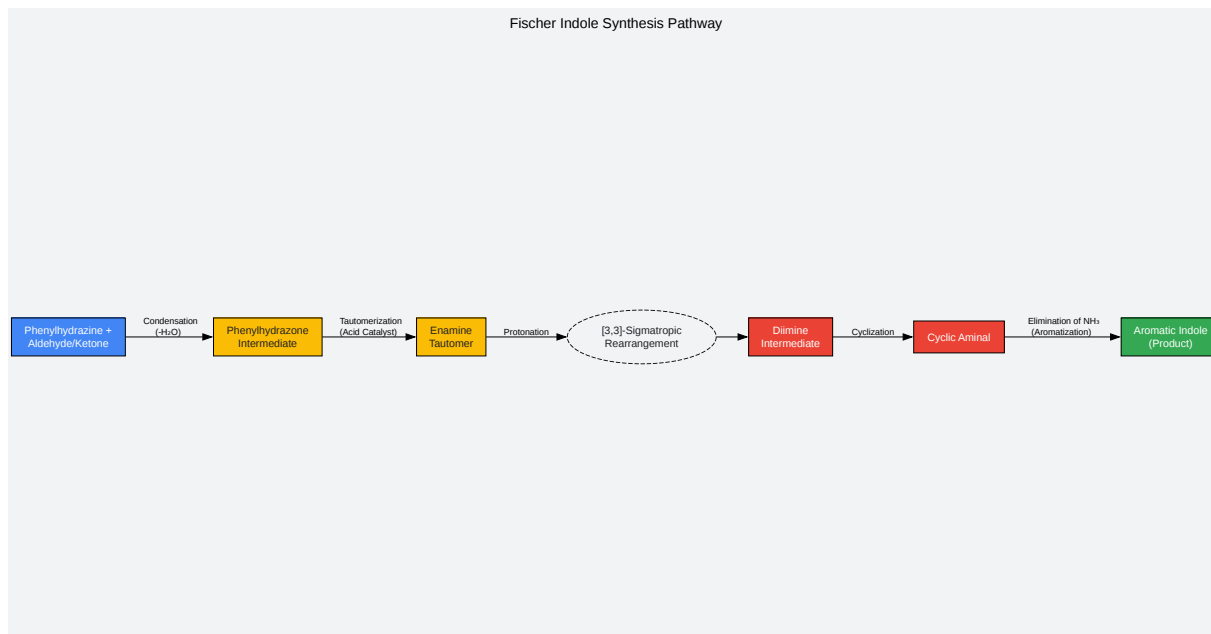 Fischer Indole Synthesis Pathway
Phenylhydrazine +
Aldehyde/Ketone
Condensation
(-H₂O)
Phenylhydrazone
Intermediate
Tautomerization
(Acid Catalyst)
Enamine
Tautomer
Protonation
[3,3]-Sigmatropic
Rearrangement
Diimine
Intermediate
Cyclization
Cyclic Aminal
Elimination of NH₃
(Aromatization)
Aromatic Indole
(Product)